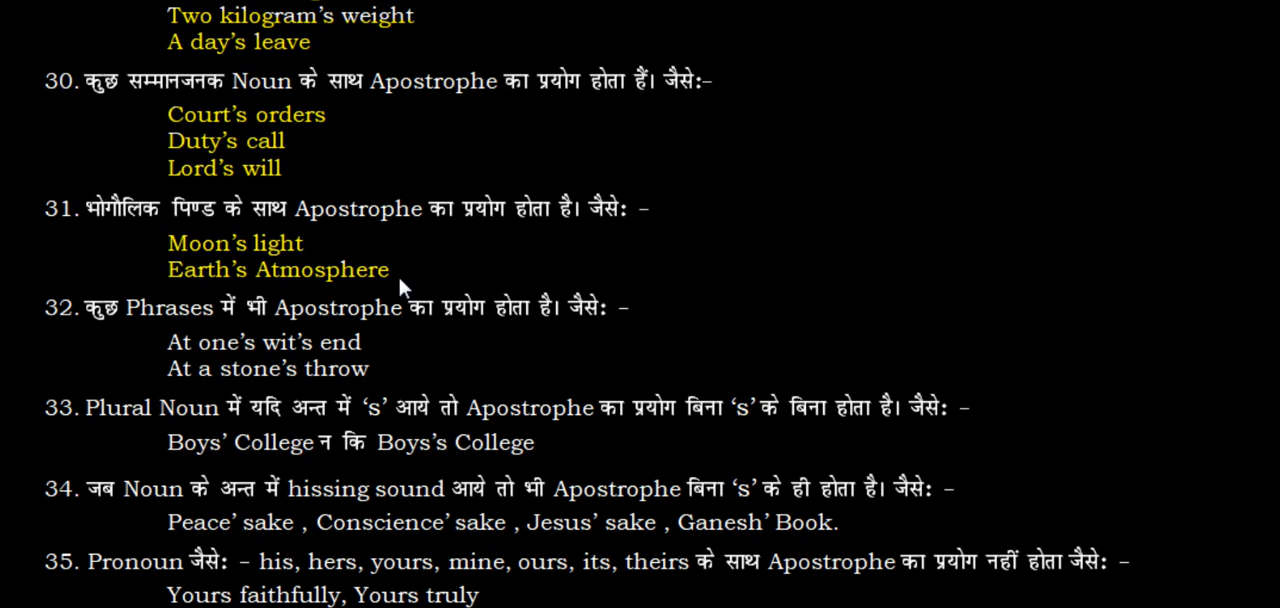 Two kilogram's weight
A day's leave
30. कुछ सम्मानजनक Noun के साथ Apostrophe का प्रयोग होता हैं। जैसे:-
Court's orders
Duty's call
Lord's will
31. भोगौलिक पिण्ड के साथ Apostrophe का प्रयोग होता है। जैसे: -
Moon's light
Earth's Atmosphere
32. कुछ Phrases में भी Apostrophe का प्रयोग होता है। जैसे: -
At one's wit's end
At a stone's throw
33. Plural Noun में यदि अन्त में 's' आये तो Apostrophe का प्रयोग बिना 's' के बिना होता है। जैसे: -
Boys' College न कि Boys's College
34. जब Noun के अन्त में hissing sound आये तो भी Apostrophe बिना 's' के ही होता है। जैसे: -
Peace' sake , Conscience' sake , Jesus' sake , Ganesh' Book.
35. Pronoun जैसे: - his, hers, yours, mine, ours, its, theirs के साथ Apostrophe का प्रयोग नहीं होता जैसे: -
Yours faithfully, Yours truly